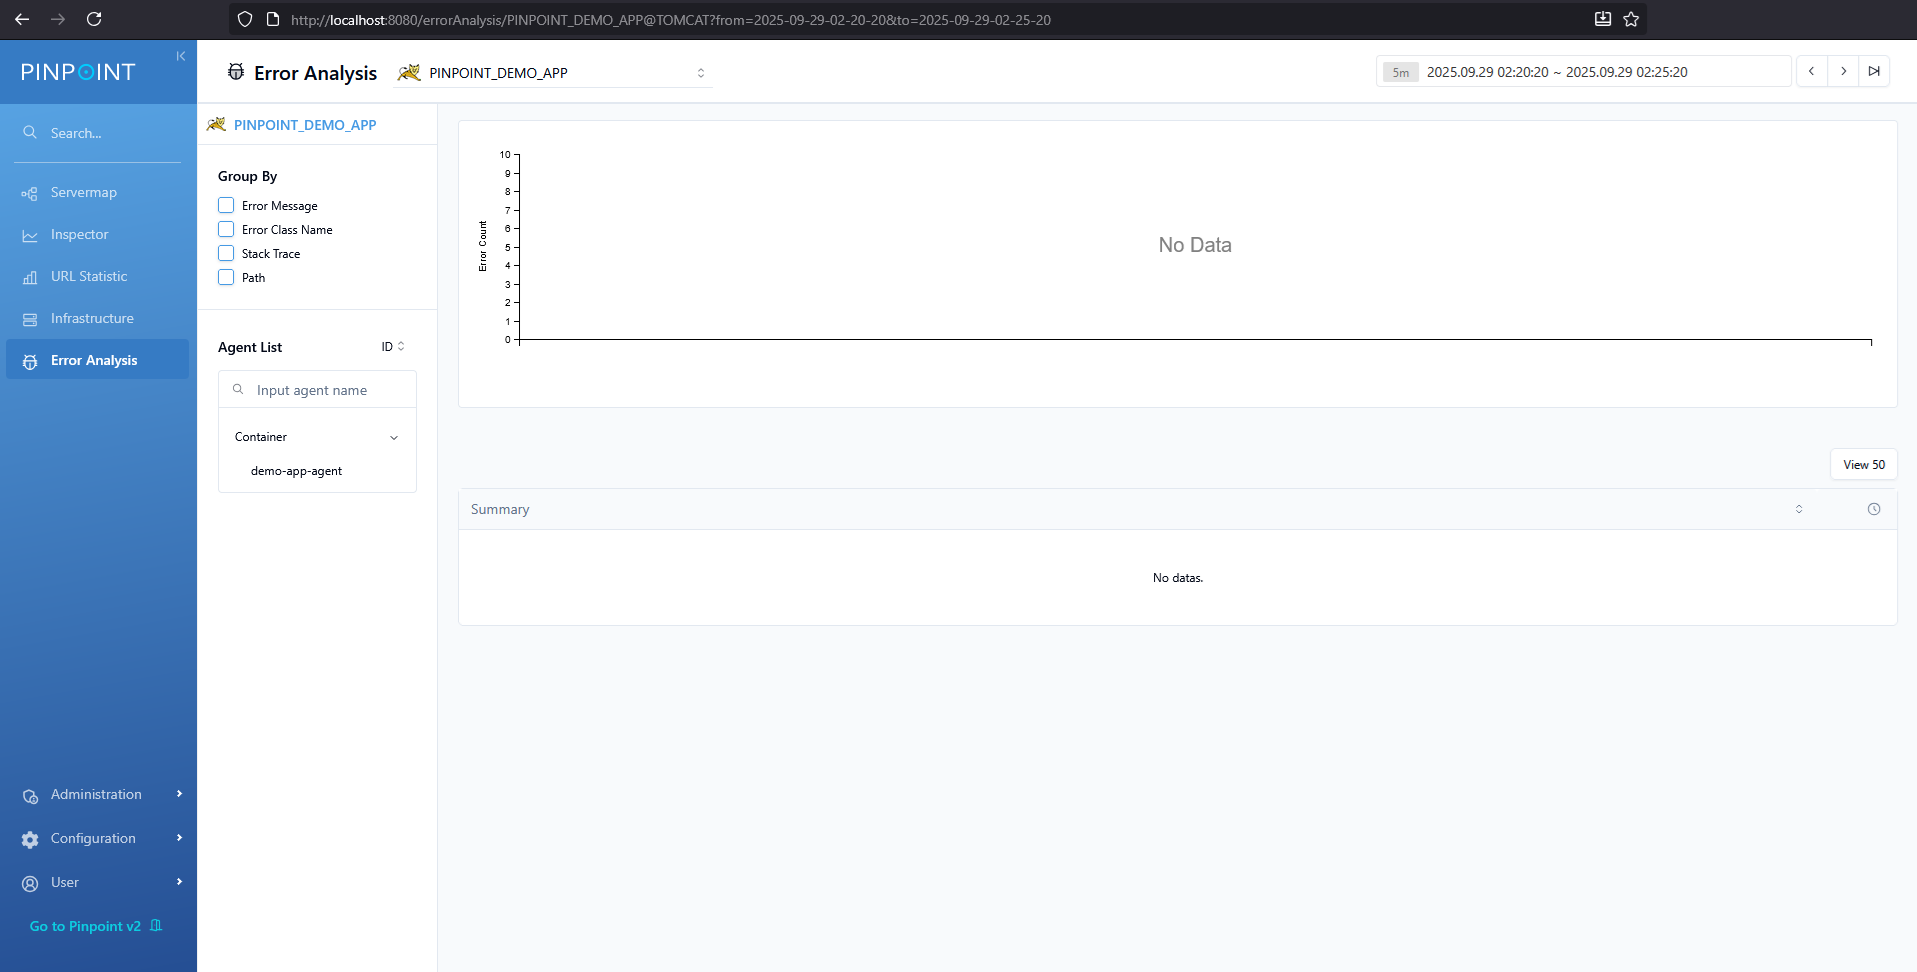 http://localhost:8080/errorAnalysis/PINPOINT_DEMO_APP@TOMCAT?from=2025-09-29-02-20-20&to=2025-09-29-02-25-20
PINPOINT
Search...
Servermap
Inspector
URL Statistic
Infrastructure
Error Analysis
Administration
Configuration
User
Go to Pinpoint v2
Error Analysis
PINPOINT_DEMO_APP
5m 2025.09.29 02:20:20 ~ 2025.09.29 02:25:20
PINPOINT_DEMO_APP
Group By
Error Message
Error Class Name
Stack Trace
Path
Agent List
ID
Input agent name
Container
demo-app-agent
Error Count
10
9
8
7
6
5
4
3
2
1
0
No Data
View 50
Summary
No datas.